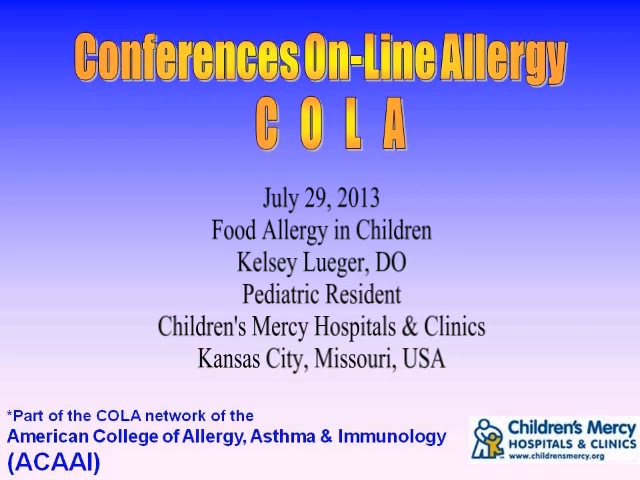 Conferences On-Line Allergy
C O L A
July 29, 2013
Food Allergy in Children
Kelsey Lueger, DO
Pediatric Resident
Children's Mercy Hospitals & Clinics
Kansas City, Missouri, USA
*Part of the COLA network of the
American College of Allergy, Asthma & Immunology
(ACAAI)
Children's Mercy
HOSPITALS & CLINICS
www.childrensmercy.org